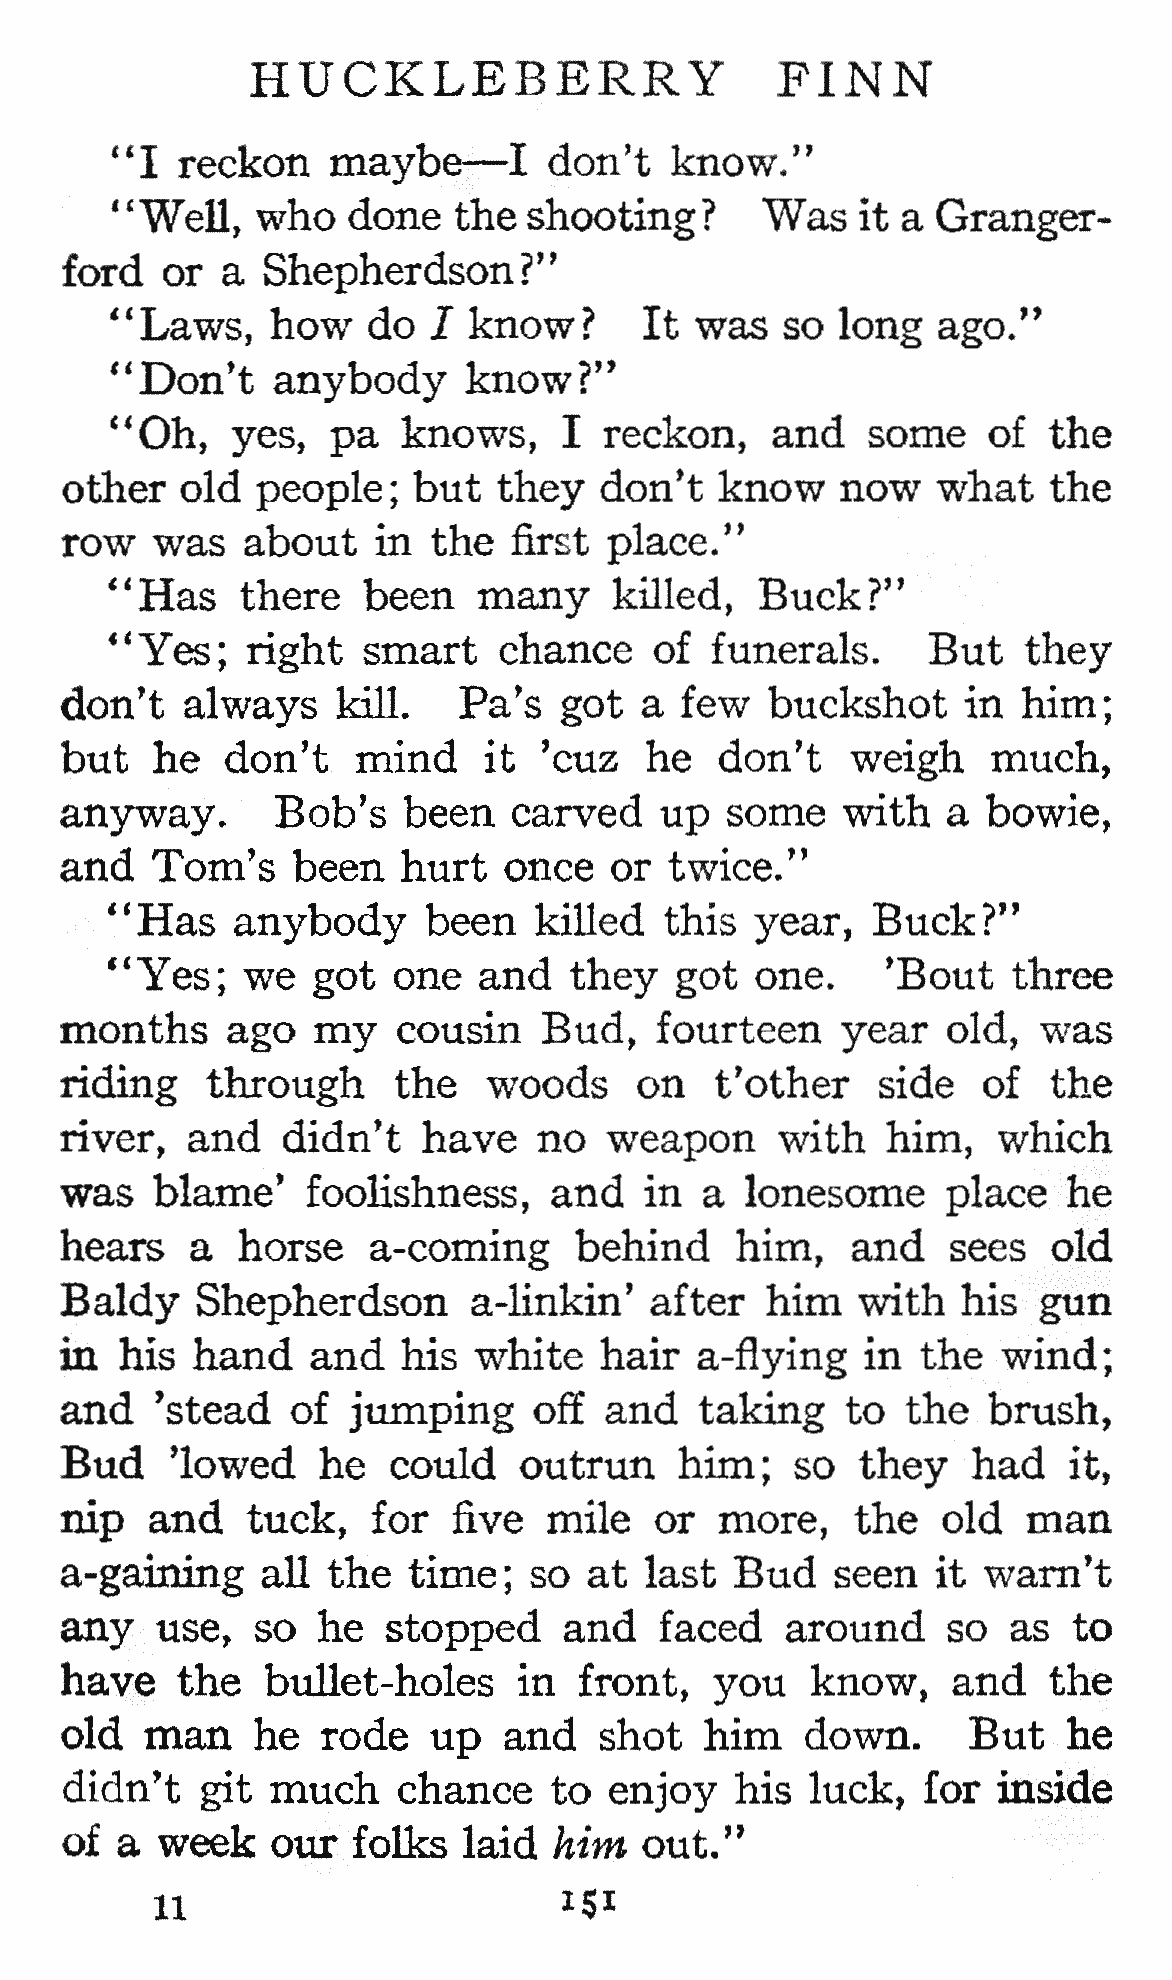 HUCKLEBERRY FINN
"I reckon maybe—I don't know."
"Well, who done the shooting? Was it a Granger-
ford or a Shepherdson?"
"Laws, how do I know? It was so long ago."
"Don't anybody know?"
"Oh, yes, pa knows, I reckon, and some of the
other old people; but they don't know now what the
row was about in the first place."
"Has there been many killed, Buck?"
"Yes; right smart chance of funerals. But they
don't always kill. Pa's got a few buckshot in him;
but he don't mind it 'cuz he don't weigh much,
anyway. Bob's been carved up some with a bowie,
and Tom's been hurt once or twice."
"Has anybody been killed this year, Buck?"
"Yes; we got one and they got one. 'Bout three
months ago my cousin Bud, fourteen year old, was
riding through the woods on t'other side of the
river, and didn't have no weapon with him, which
was blame' foolishness, and in a lonesome place he
hears a horse a-coming behind him, and sees old
Baldy Shepherdson a-linkin' after him with his gun
in his hand and his white hair a-flying in the wind;
and 'stead of jumping off and taking to the brush,
Bud 'lowed he could outrun him; so they had it,
nip and tuck, for five mile or more, the old man
a-gaining all the time; so at last Bud seen it warn't
any use, so he stopped and faced around so as to
have the bullet-holes in front, you know, and the
old man he rode up and shot him down. But he
didn't git much chance to enjoy his luck, for inside
of a week our folks laid him out."
11 151